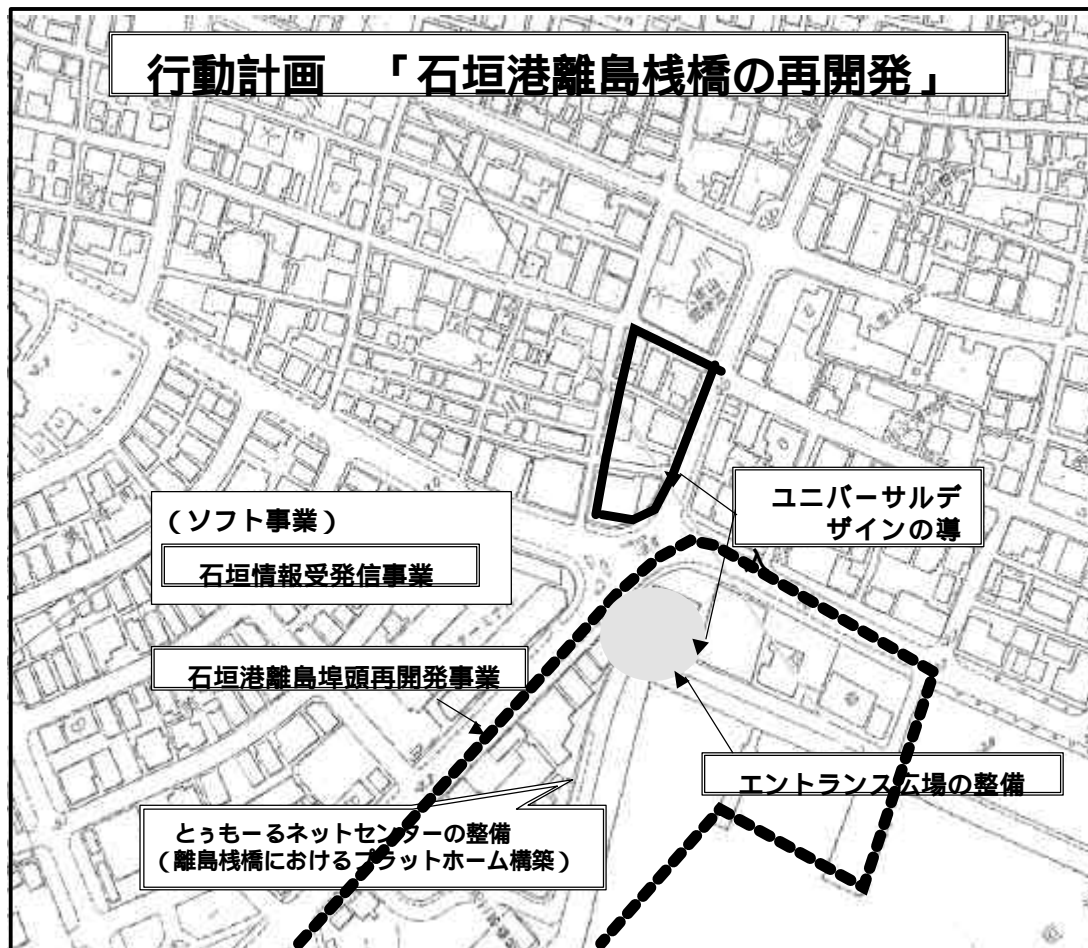 行動計画　「石垣港離島桟橋の再開発」
ユニバーサルデ
ザインの導
（ソフト事業）
石垣情報受発信事業
石垣港離島埠頭再開発事業
エントランス広場の整備
とぅもーるネットセンターの整備
（離島桟橋におけるプラットホーム構築）